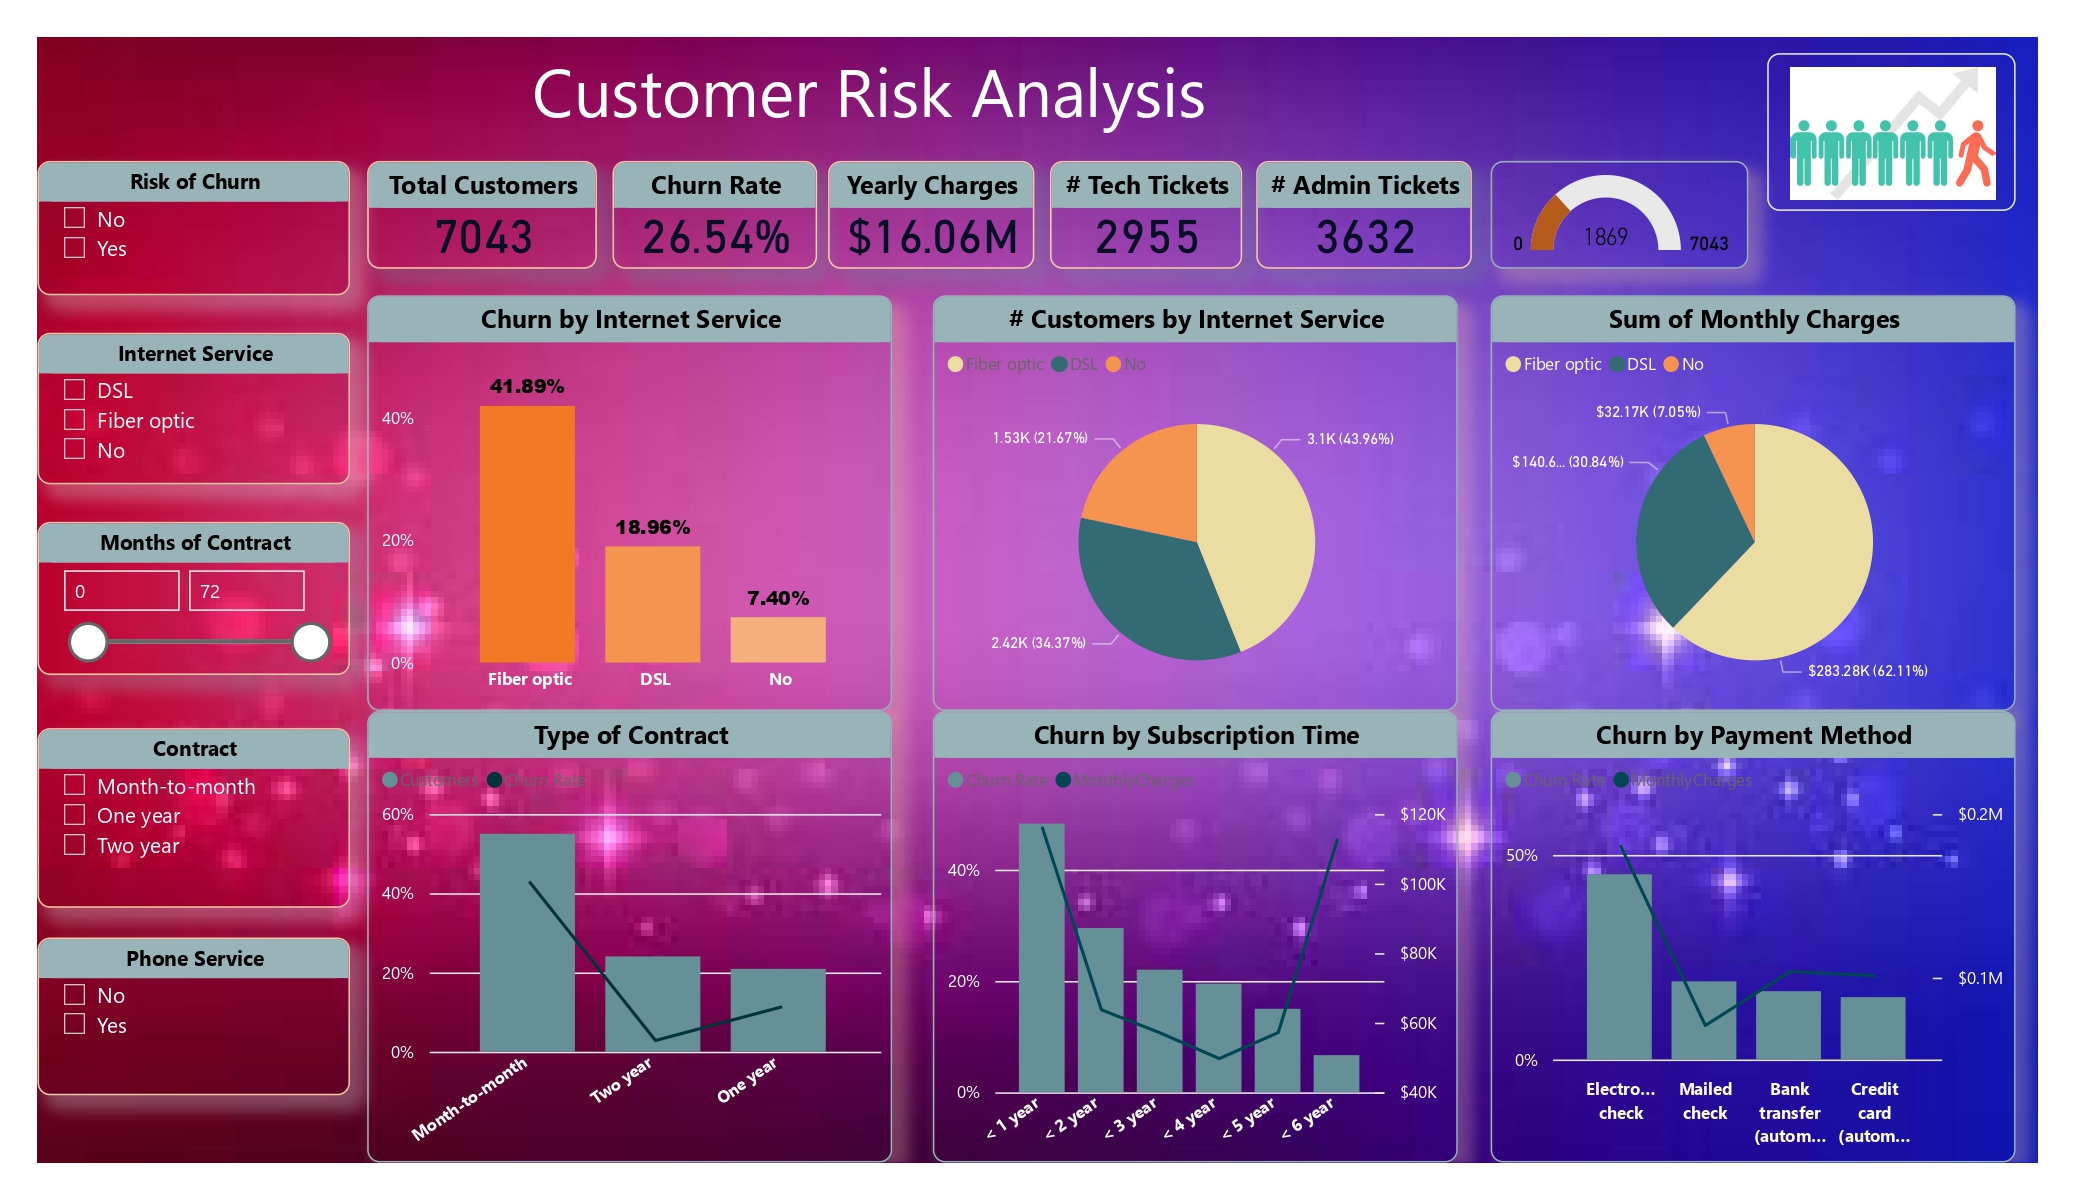 Customer Risk Analysis
Risk of Churn
No
Yes
Internet Service
DSL
Fiber optic
No
Months of Contract
0 72
Contract
Month-to-month
One year
Two year
Phone Service
No
Yes
Total Customers
7043
Churn Rate
26.54%
Yearly Charges
$16.06M
# Tech Tickets
2955
# Admin Tickets
3632
0 1869 7043
Churn by Internet Service
41.89%
40%
18.96%
20%
7.40%
0%
Fiber optic DSL No
# Customers by Internet Service
Fiber optic DSL No
1.53K (21.67%) 3.1K (43.96%)
2.42K (34.37%)
Sum of Monthly Charges
Fiber optic DSL No
$32.17K (7.05%)
$140.6... (30.84%)
$283.28K (62.11%)
Type of Contract
Customers Churn Rate
60%
40%
20%
0%
Month-to-month Two year One year
Churn by Subscription Time
Churn Rate MonthlyCharges
$120K
40% $100K
$80K
20%
$60K
0% $40K
< 1 year < 2 year < 3 year < 4 year < 5 year < 6 year
Churn by Payment Method
Churn Rate MonthlyCharges
$0.2M
50%
$0.1M
0%
Electro... Mailed Bank Credit
check check transfer card
(autom... (autom...